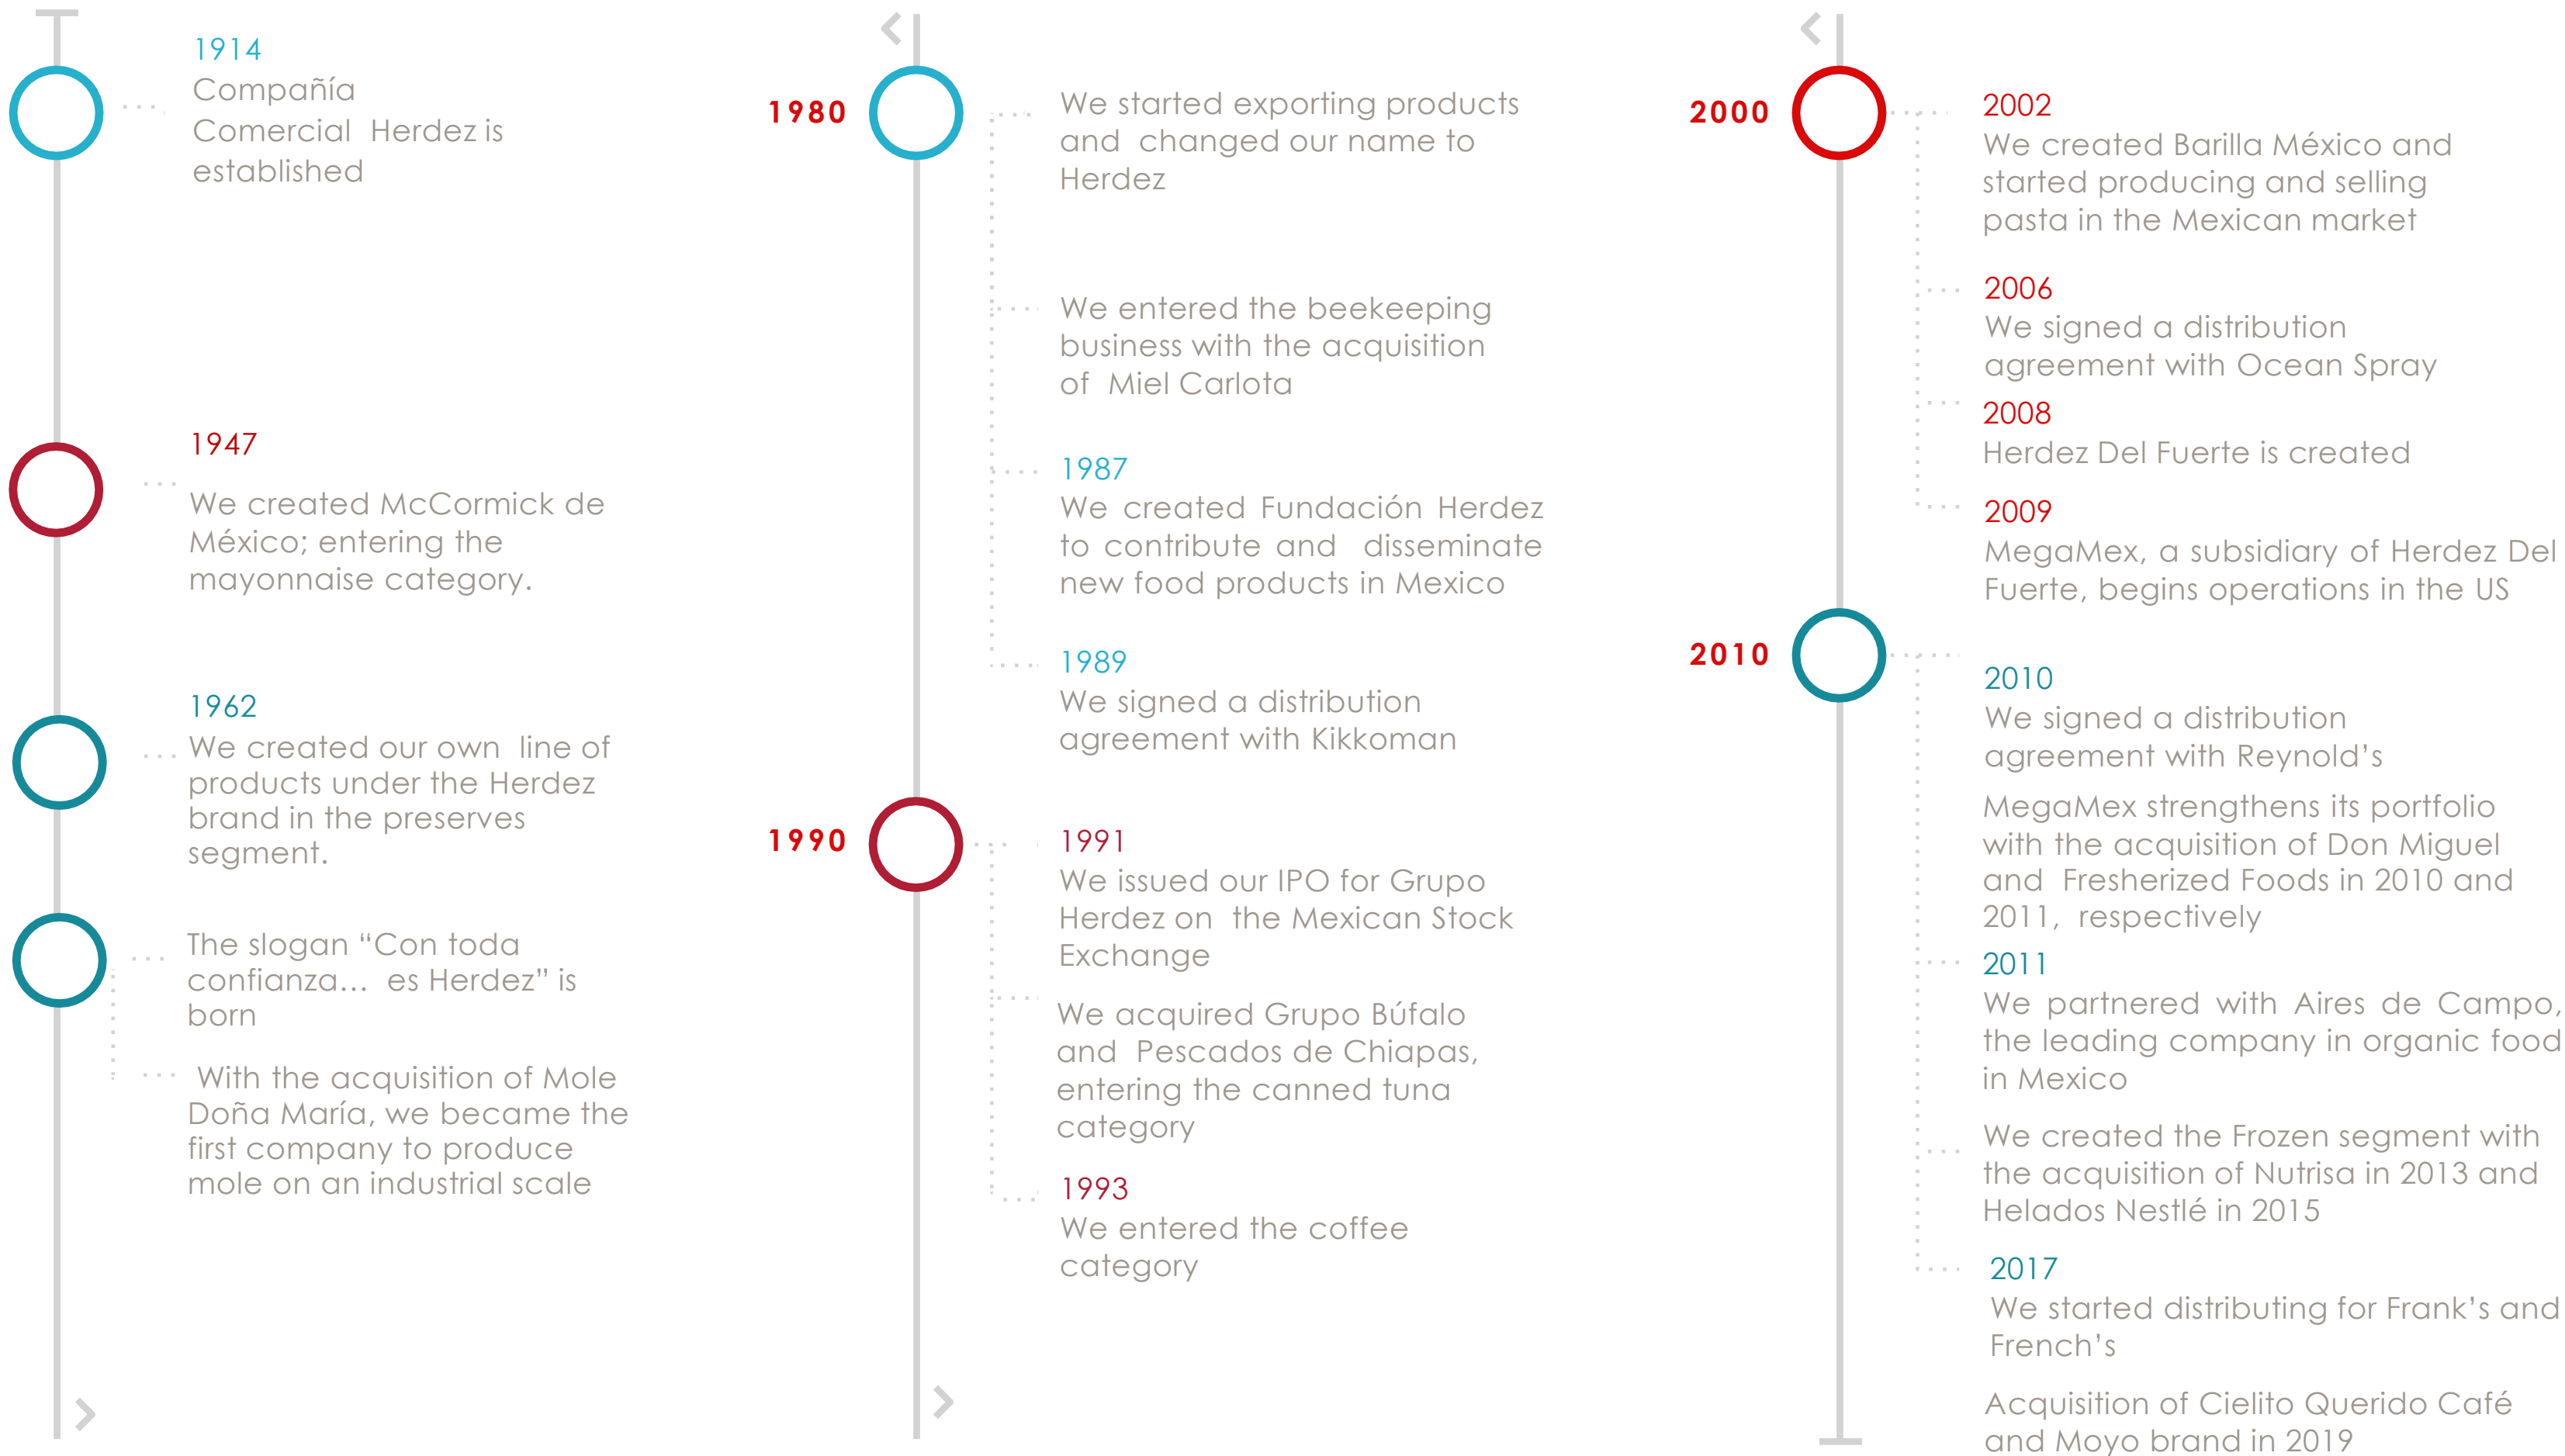 1914
Compañía
Comercial Herdez is
established
1947
We created McCormick de
México; entering the
mayonnaise category.
1962
We created our own line of
products under the Herdez
brand in the preserves
segment.
The slogan “Con toda
confianza... es Herdez” is
born
With the acquisition of Mole
Doña María, we became the
first company to produce
mole on an industrial scale
1980
We started exporting products
and changed our name to
Herdez
We entered the beekeeping
business with the acquisition
of Miel Carlota
1987
We created Fundación Herdez
to contribute and disseminate
new food products in Mexico
1989
We signed a distribution
agreement with Kikkoman
1990
1991
We issued our IPO for Grupo
Herdez on the Mexican Stock
Exchange
We acquired Grupo Búfalo
and Pescados de Chiapas,
entering the canned tuna
category
1993
We entered the coffee
category
2000
2002
We created Barilla México and
started producing and selling
pasta in the Mexican market
2006
We signed a distribution
agreement with Ocean Spray
2008
Herdez Del Fuerte is created
2009
MegaMex, a subsidiary of Herdez Del
Fuerte, begins operations in the US
2010
2010
We signed a distribution
agreement with Reynold’s
MegaMex strengthens its portfolio
with the acquisition of Don Miguel
and Fresherized Foods in 2010 and
2011, respectively
2011
We partnered with Aires de Campo,
the leading company in organic food
in Mexico
We created the Frozen segment with
the acquisition of Nutrisa in 2013 and
Helados Nestlé in 2015
2017
We started distributing for Frank’s and
French’s
Acquisition of Cielito Querido Café
and Moyo brand in 2019